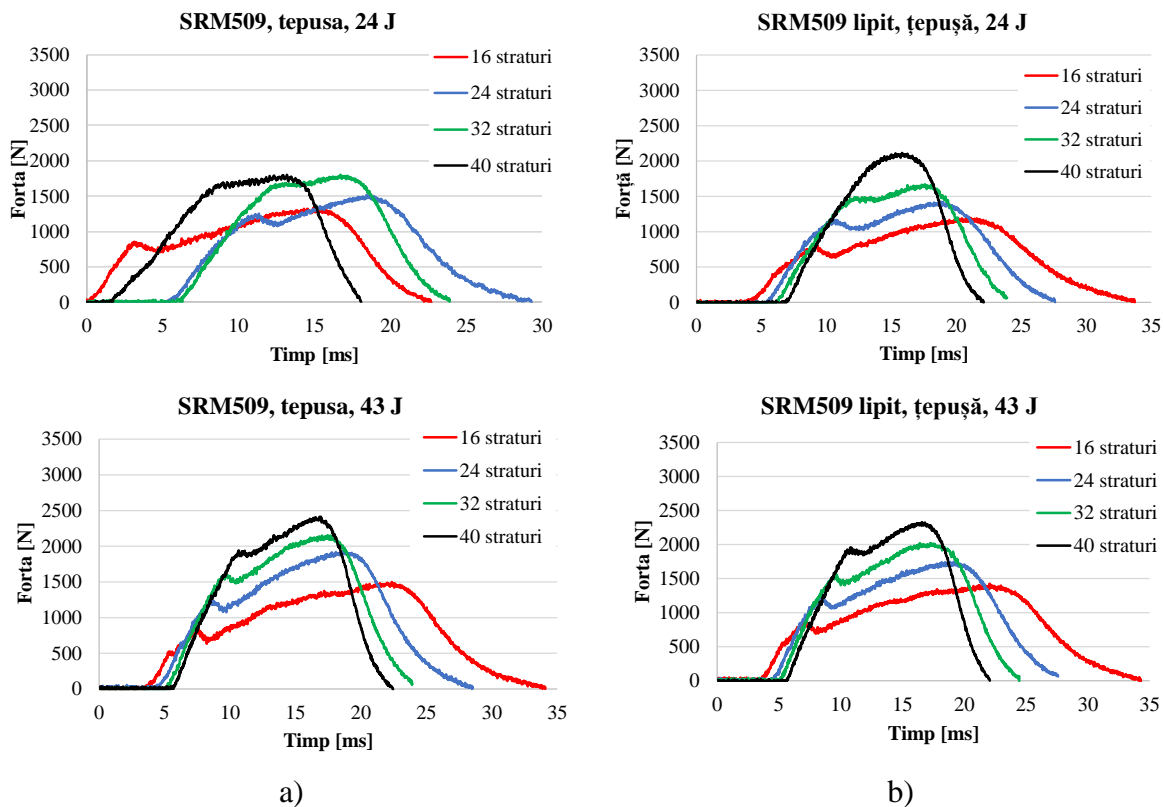 SRM509, tepusa, 24 J
3500
3000
2500
2000
1500
1000
500
0
Forta [N]
0 5 10 15 20 25 30
Timp [ms]
16 straturi
24 straturi
32 straturi
40 straturi
SRM509 lipit, țepușă, 24 J
3500
3000
2500
2000
1500
1000
500
0
Forță [N]
0 5 10 15 20 25 30 35
Timp [ms]
16 straturi
24 straturi
32 straturi
40 straturi
SRM509, tepusa, 43 J
3500
3000
2500
2000
1500
1000
500
0
Forta [N]
0 5 10 15 20 25 30 35
Timp [ms]
16 straturi
24 straturi
32 straturi
40 straturi
SRM509 lipit, țepușă, 43 J
3500
3000
2500
2000
1500
1000
500
0
Forta [N]
0 5 10 15 20 25 30 35
Timp [ms]
16 straturi
24 straturi
32 straturi
40 straturi
a)
b)